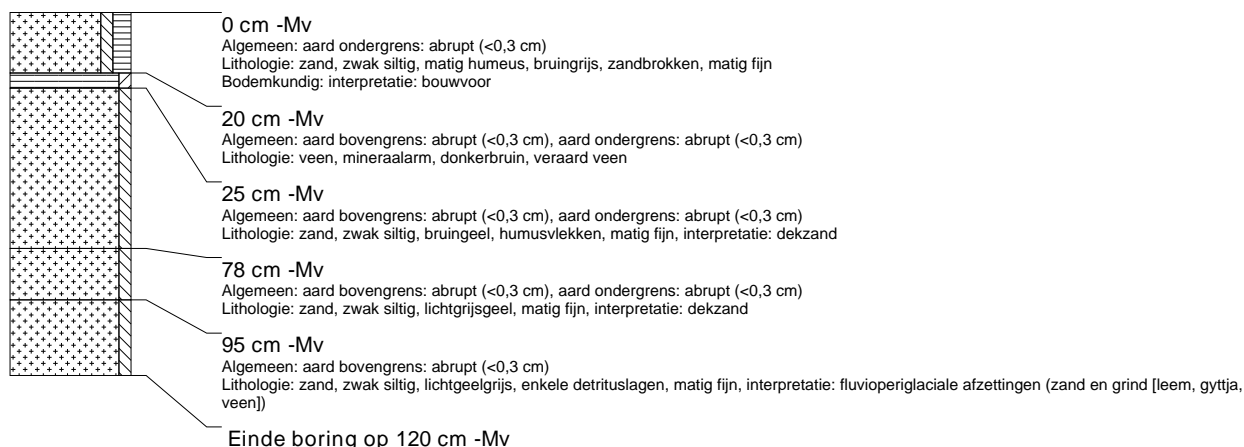 0 cm -Mv
Algemeen: aard ondergrens: abrupt (<0,3 cm)
Lithologie: zand, zwak siltig, matig humeus, bruingrijs, zandbrokken, matig fijn
Bodemkundig: interpretatie: bouwvoor
20 cm -Mv
Algemeen: aard bovengrens: abrupt (<0,3 cm), aard ondergrens: abrupt (<0,3 cm)
Lithologie: veen, mineraalarm, donkerbruin, veraard veen
25 cm -Mv
Algemeen: aard bovengrens: abrupt (<0,3 cm), aard ondergrens: abrupt (<0,3 cm)
Lithologie: zand, zwak siltig, bruingeel, humusvlekken, matig fijn, interpretatie: dekzand
78 cm -Mv
Algemeen: aard bovengrens: abrupt (<0,3 cm), aard ondergrens: abrupt (<0,3 cm)
Lithologie: zand, zwak siltig, lichtgrijsgeel, matig fijn, interpretatie: dekzand
95 cm -Mv
Algemeen: aard bovengrens: abrupt (<0,3 cm)
Lithologie: zand, zwak siltig, lichtgeelgrijs, enkele detrituslagen, matig fijn, interpretatie: fluvioperiglaciale afzettingen (zand en grind [leem, gyttja,
veen])
Einde boring op 120 cm -Mv